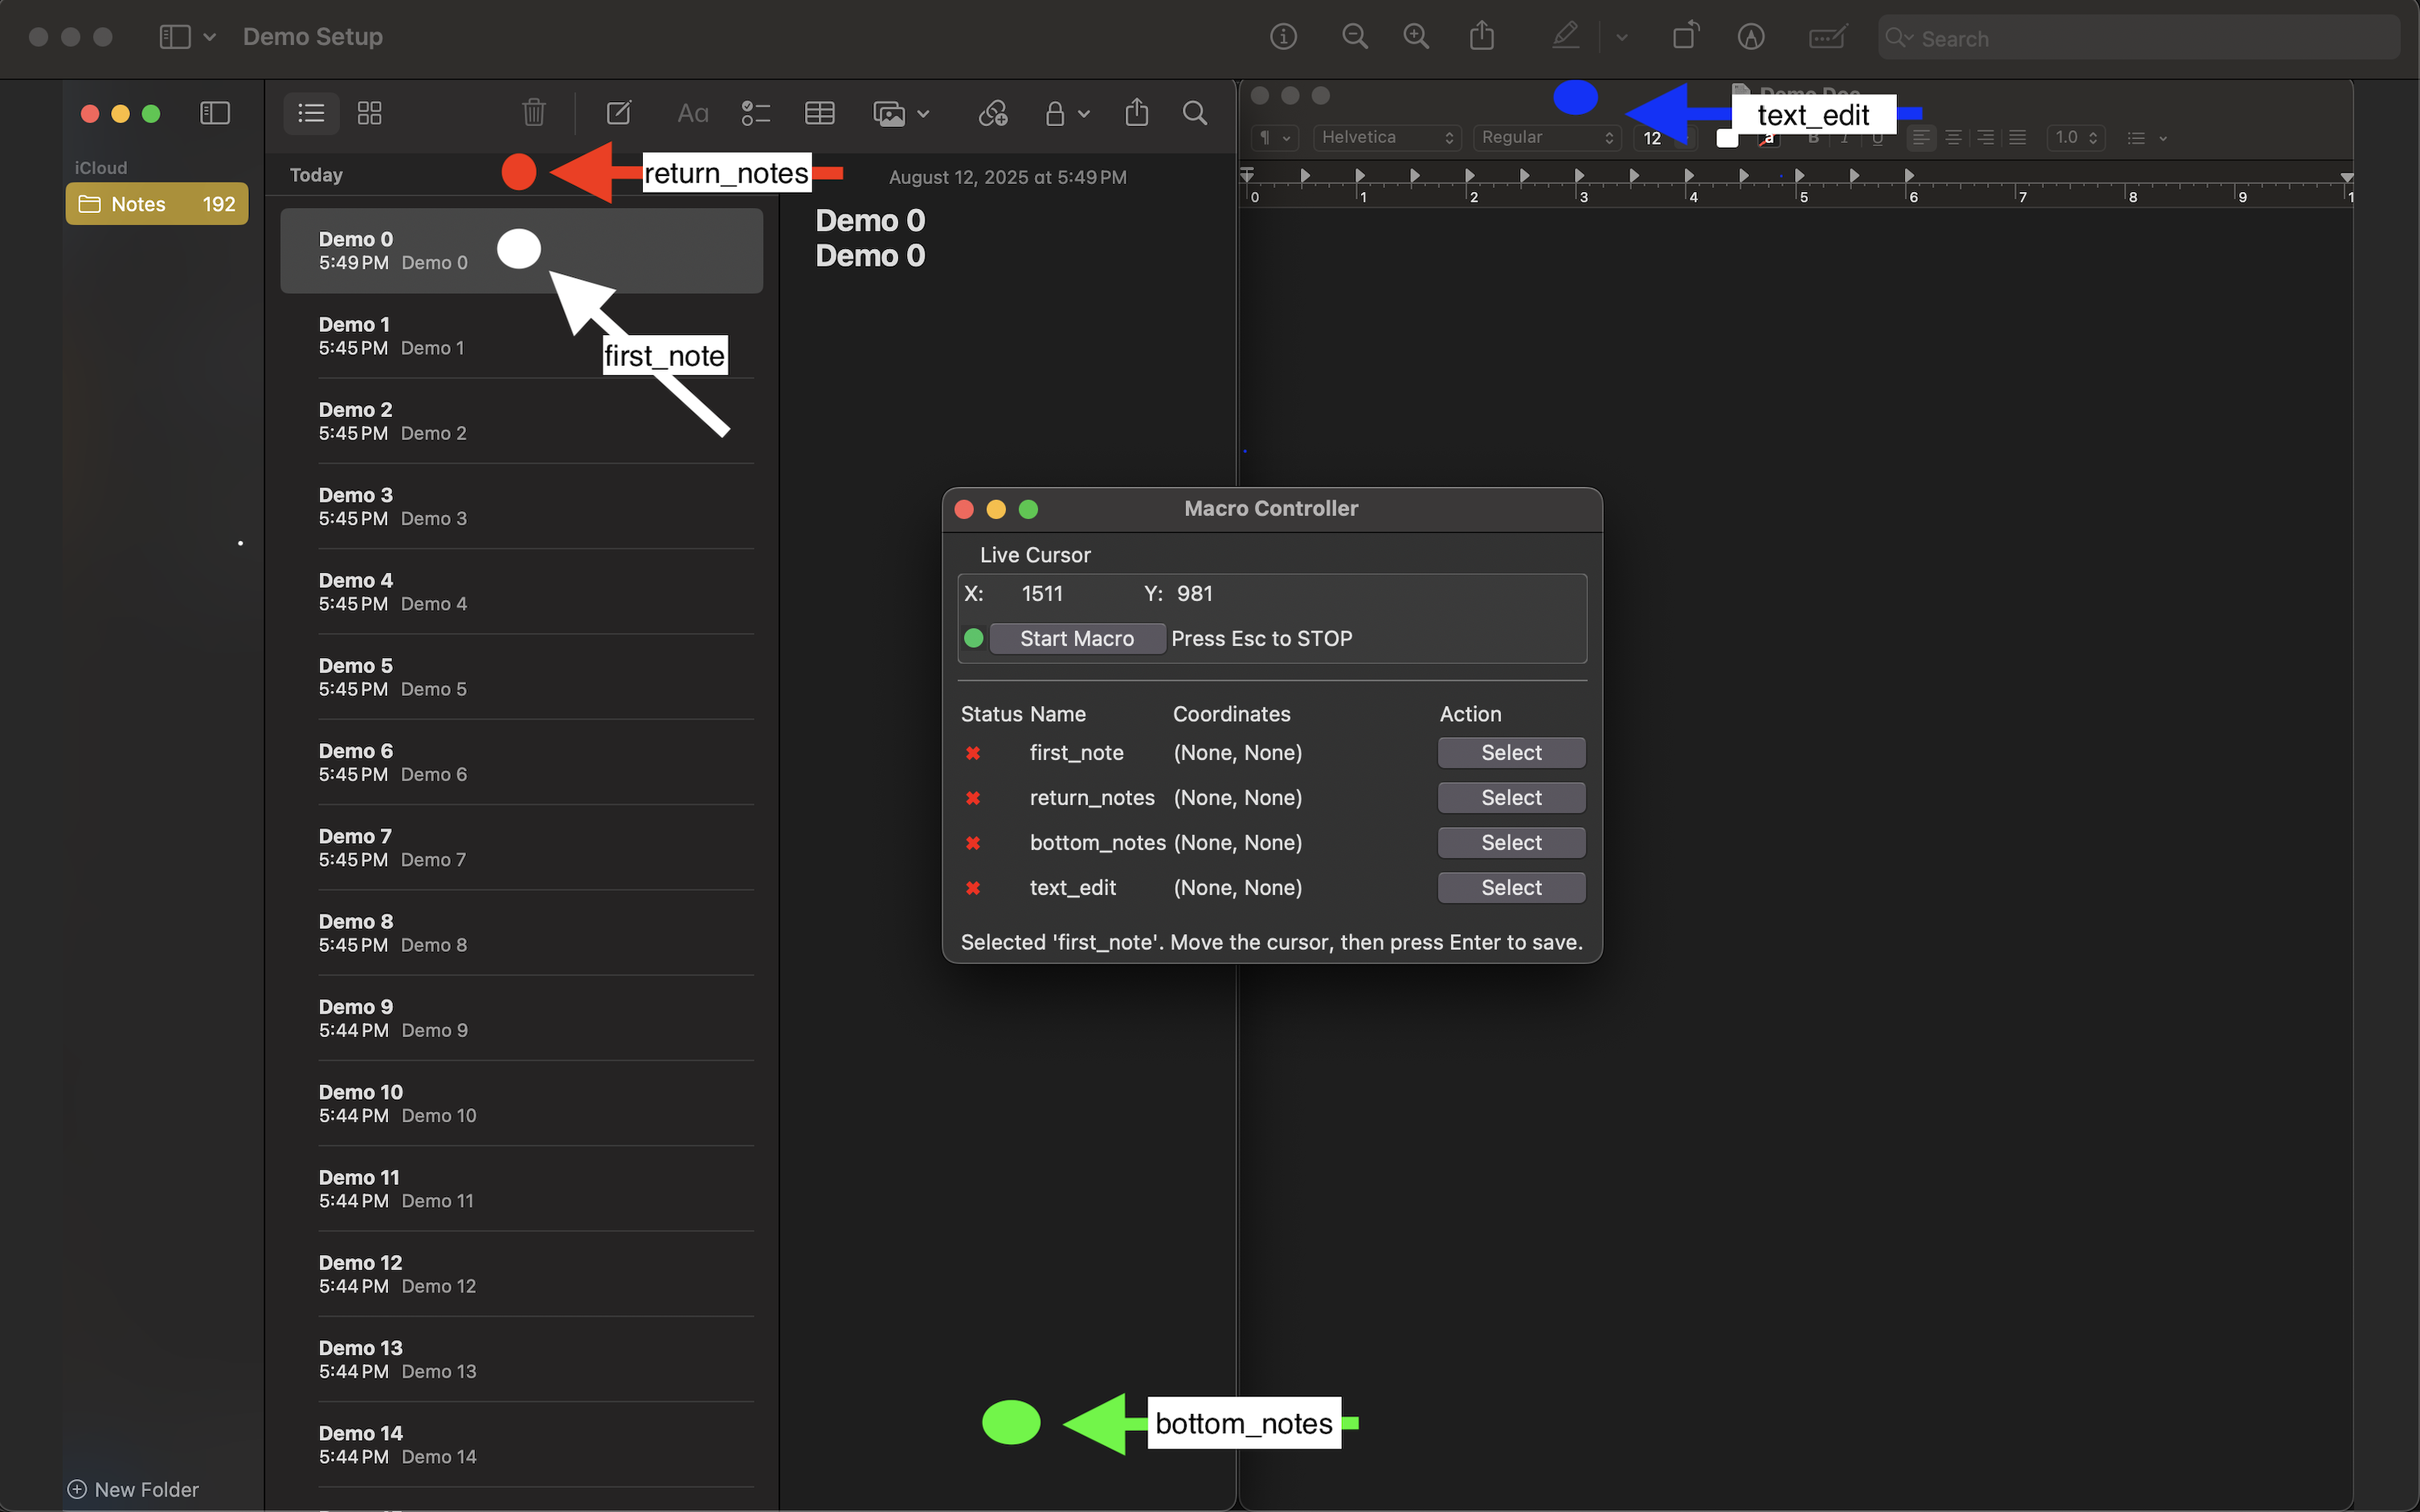 Demo Setup
Search
iCloud
Notes 192
New Folder
Today
return_notes
Demo 0
5:49 PM Demo 0
first_note
Demo 1
5:45 PM Demo 1
Demo 2
5:45 PM Demo 2
Demo 3
5:45 PM Demo 3
Demo 4
5:45 PM Demo 4
Demo 5
5:45 PM Demo 5
Demo 6
5:45 PM Demo 6
Demo 7
5:45 PM Demo 7
Demo 8
5:45 PM Demo 8
Demo 9
5:44 PM Demo 9
Demo 10
5:44 PM Demo 10
Demo 11
5:44 PM Demo 11
Demo 12
5:44 PM Demo 12
Demo 13
5:44 PM Demo 13
Demo 14
5:44 PM Demo 14
Aa
August 12, 2025 at 5:49 PM
Demo 0
Demo 0
bottom_notes
text_edit
¶ Helvetica Regular 12 a B I U 1.0
0 1 2 3 4 5 6 7 8 9 1
Macro Controller
Live Cursor
X: 1511 Y: 981
Start Macro Press Esc to STOP
Status Name Coordinates Action
first_note (None, None) Select
return_notes (None, None) Select
bottom_notes (None, None) Select
text_edit (None, None) Select
Selected 'first_note'. Move the cursor, then press Enter to save.